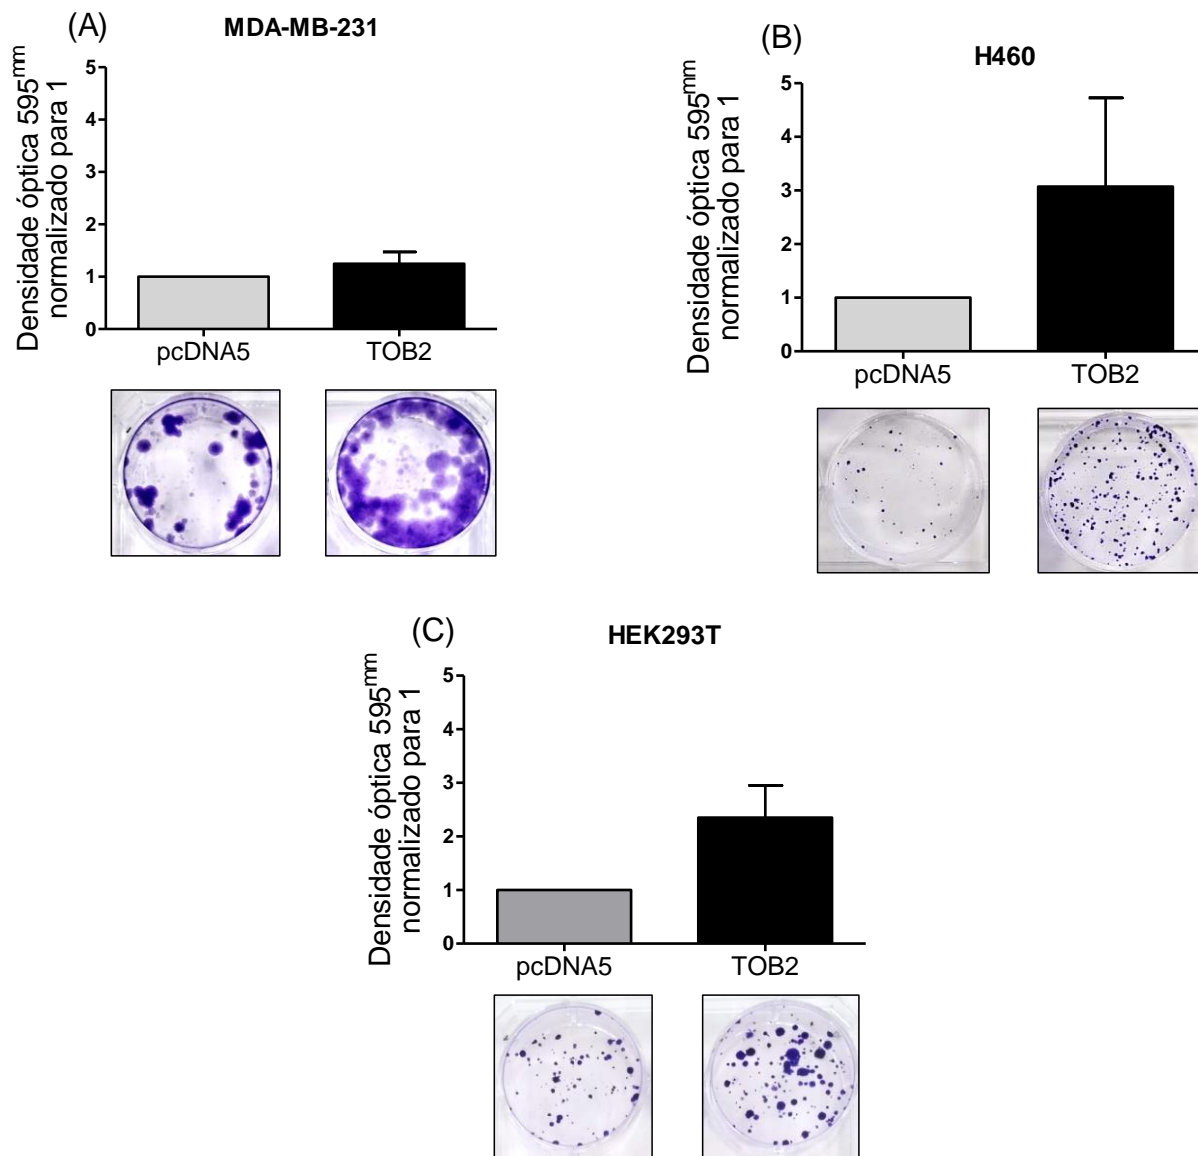 (A)
MDA-MB-231
Densidade óptica 595mm
normalizado para 1
5
4
3
2
1
0
pcDNA5
TOB2
(B)
H460
Densidade óptica 595mm
normalizado para 1
5
4
3
2
1
0
pcDNA5
TOB2
(C)
HEK293T
Densidade óptica 595mm
normalizado para 1
5
4
3
2
1
0
pcDNA5
TOB2